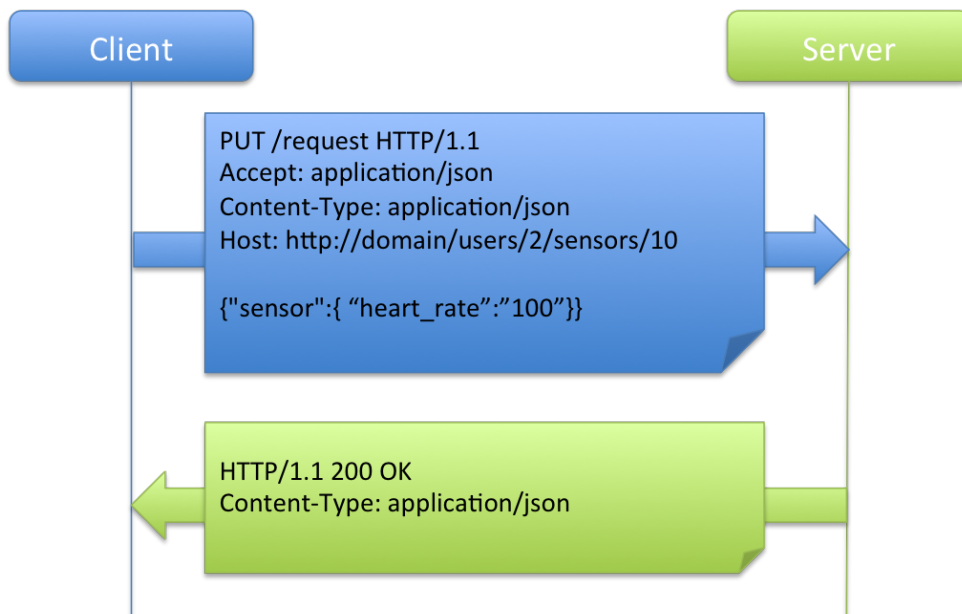 Client
Server
PUT /request HTTP/1.1
Accept: application/json
Content-Type: application/json
Host: http://domain/users/2/sensors/10
{"sensor":{ “heart_rate”:”100”}}
HTTP/1.1 200 OK
Content-Type: application/json